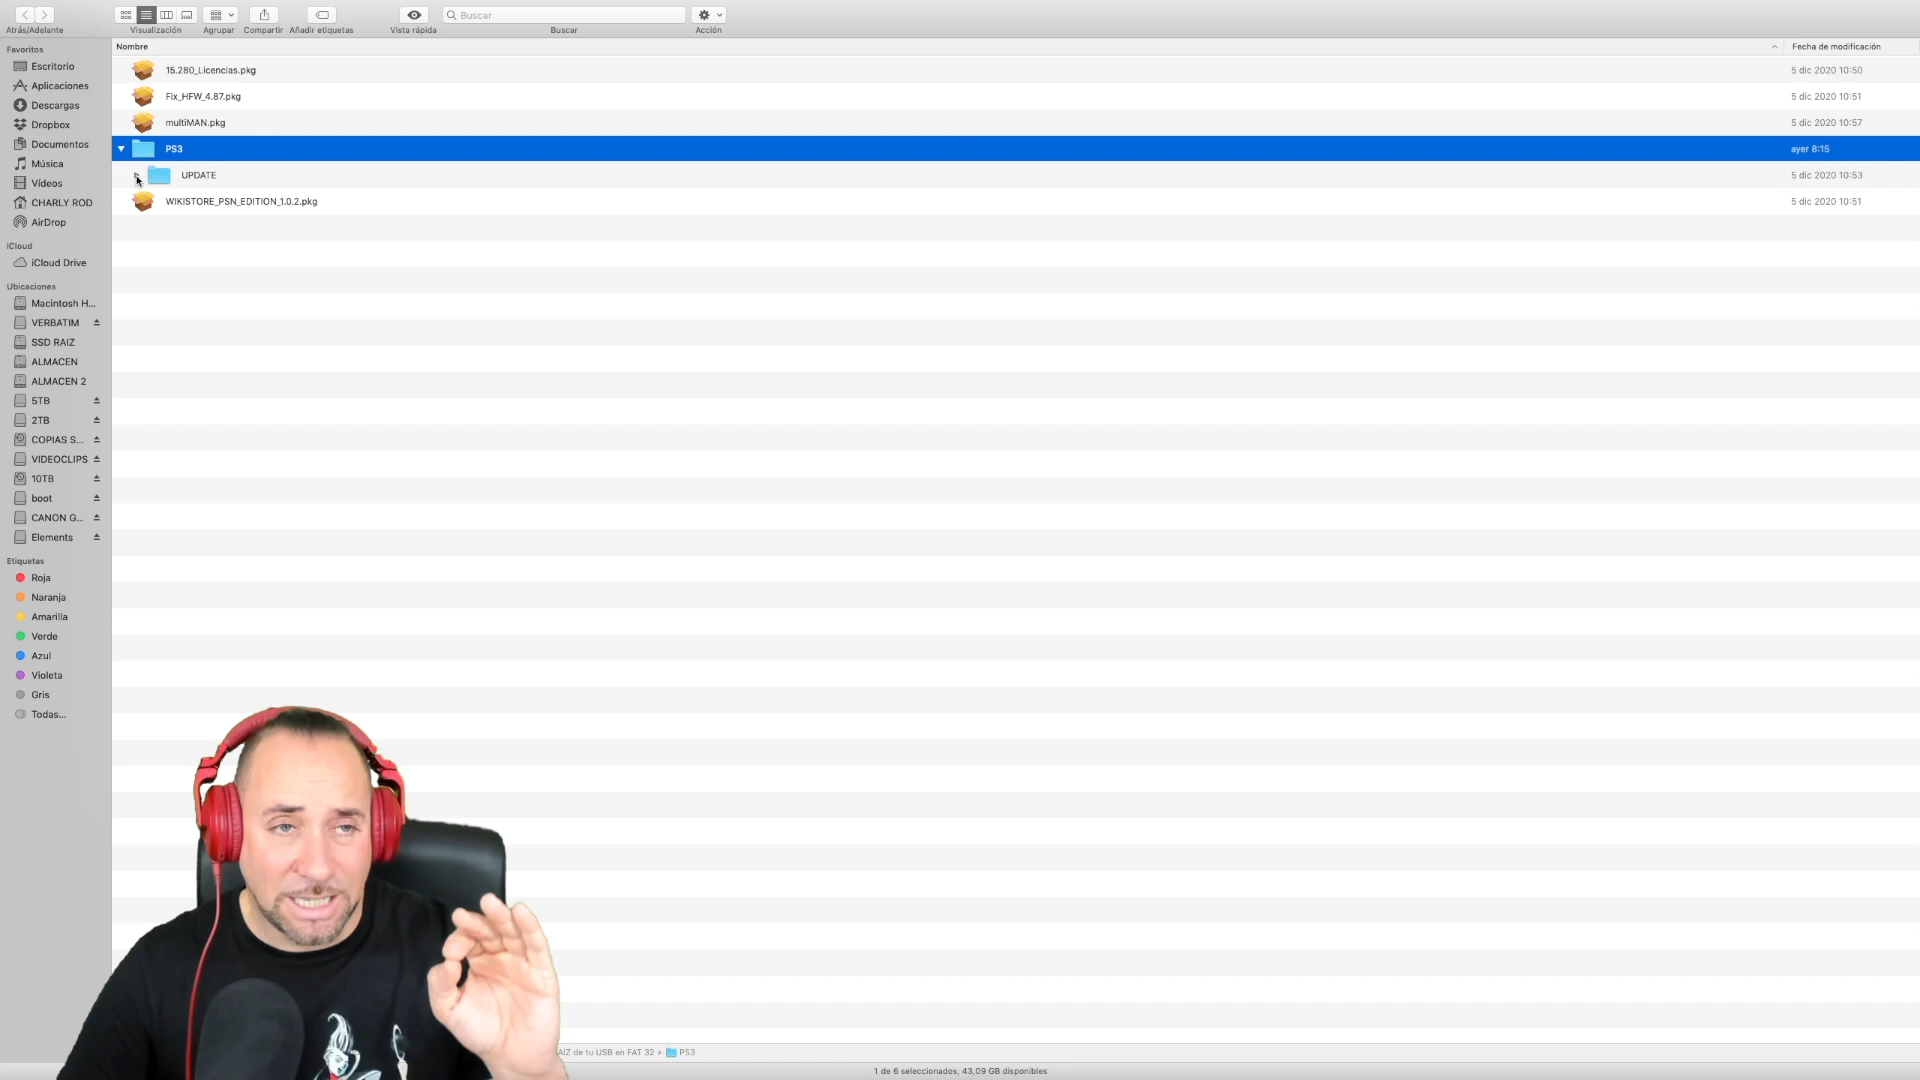 Buscar
Atrás/Adelante
Visualización
Agrupar
Compartir
Añadir etiquetas
Vista rápida
Buscar
Acción
Nombre
Fecha de modificación
Favoritos
Escritorio
Aplicaciones
Descargas
Dropbox
Documentos
Música
Vídeos
CHARLY ROD
AirDrop
iCloud
iCloud Drive
Ubicaciones
Macintosh H...
VERBATIM
SSD RAIZ
ALMACEN
ALMACEN 2
5TB
2TB
COPIAS S...
VIDEOCLIPS
10TB
boot
CANON G...
Elements
Etiquetas
Roja
Naranja
Amarilla
Verde
Azul
Violeta
Gris
Todas...
15.280_Licencias.pkg 5 dic 2020 10:50
Fix_HFW_4.87.pkg 5 dic 2020 10:51
multiMAN.pkg 5 dic 2020 10:57
PS3 ayer 8:15
UPDATE 5 dic 2020 10:53
WIKISTORE_PSN_EDITION_1.0.2.pkg 5 dic 2020 10:51
AIZ de tu USB en FAT 32 PS3
1 de 6 seleccionados, 43,09 GB disponibles